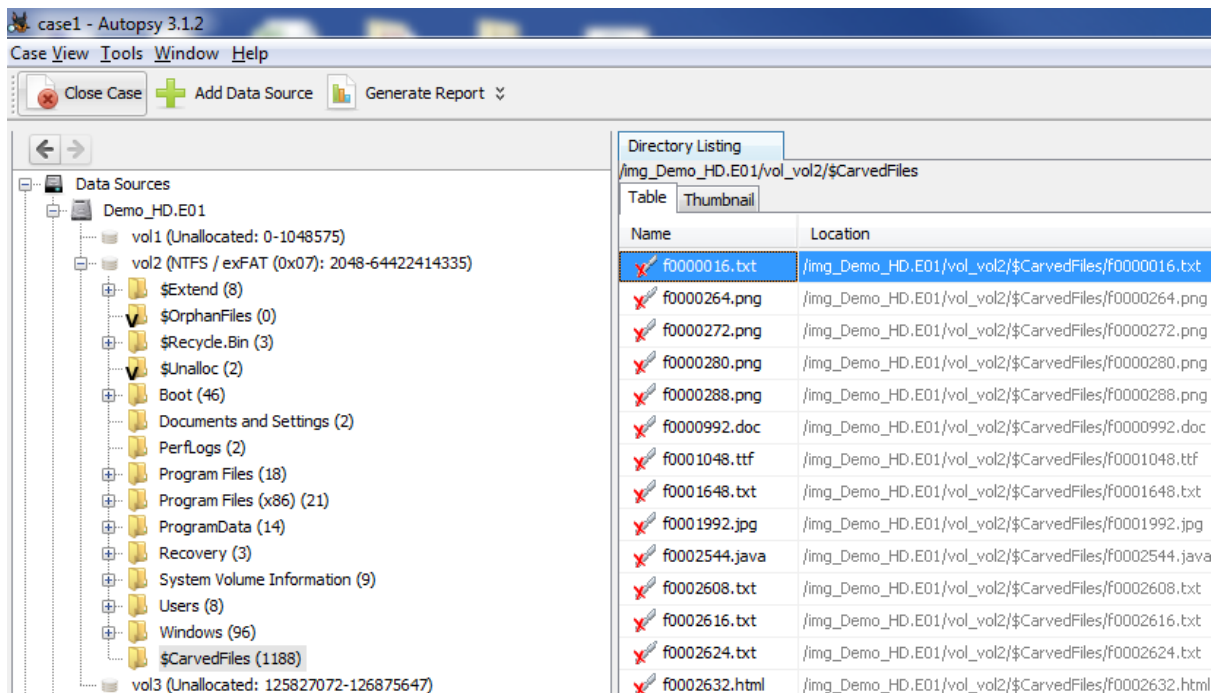 case1 - Autopsy 3.1.2
Case View Tools Window Help
Close Case Add Data Source Generate Report
Data Sources
Demo_HD.E01
vol1 (Unallocated: 0-1048575)
vol2 (NTFS / exFAT (0x07): 2048-64422414335)
$Extend (8)
$OrphanFiles (0)
$Recycle.Bin (3)
$Unalloc (2)
Boot (46)
Documents and Settings (2)
PerfLogs (2)
Program Files (18)
Program Files (x86) (21)
ProgramData (14)
Recovery (3)
System Volume Information (9)
Users (8)
Windows (96)
$CarvedFiles (1188)
vol3 (Unallocated: 125827072-126875647)
Directory Listing
/img_Demo_HD.E01/vol_vol2/$CarvedFiles
Table Thumbnail
Name Location
f0000016.txt /img_Demo_HD.E01/vol_vol2/$CarvedFiles/f0000016.txt
f0000264.png /img_Demo_HD.E01/vol_vol2/$CarvedFiles/f0000264.png
f0000272.png /img_Demo_HD.E01/vol_vol2/$CarvedFiles/f0000272.png
f0000280.png /img_Demo_HD.E01/vol_vol2/$CarvedFiles/f0000280.png
f0000288.png /img_Demo_HD.E01/vol_vol2/$CarvedFiles/f0000288.png
f0000992.doc /img_Demo_HD.E01/vol_vol2/$CarvedFiles/f0000992.doc
f0001048.ttf /img_Demo_HD.E01/vol_vol2/$CarvedFiles/f0001048.ttf
f0001648.txt /img_Demo_HD.E01/vol_vol2/$CarvedFiles/f0001648.txt
f0001992.jpg /img_Demo_HD.E01/vol_vol2/$CarvedFiles/f0001992.jpg
f0002544.java /img_Demo_HD.E01/vol_vol2/$CarvedFiles/f0002544.java
f0002608.txt /img_Demo_HD.E01/vol_vol2/$CarvedFiles/f0002608.txt
f0002616.txt /img_Demo_HD.E01/vol_vol2/$CarvedFiles/f0002616.txt
f0002624.txt /img_Demo_HD.E01/vol_vol2/$CarvedFiles/f0002624.txt
f0002632.html /img_Demo_HD.E01/vol_vol2/$CarvedFiles/f0002632.html